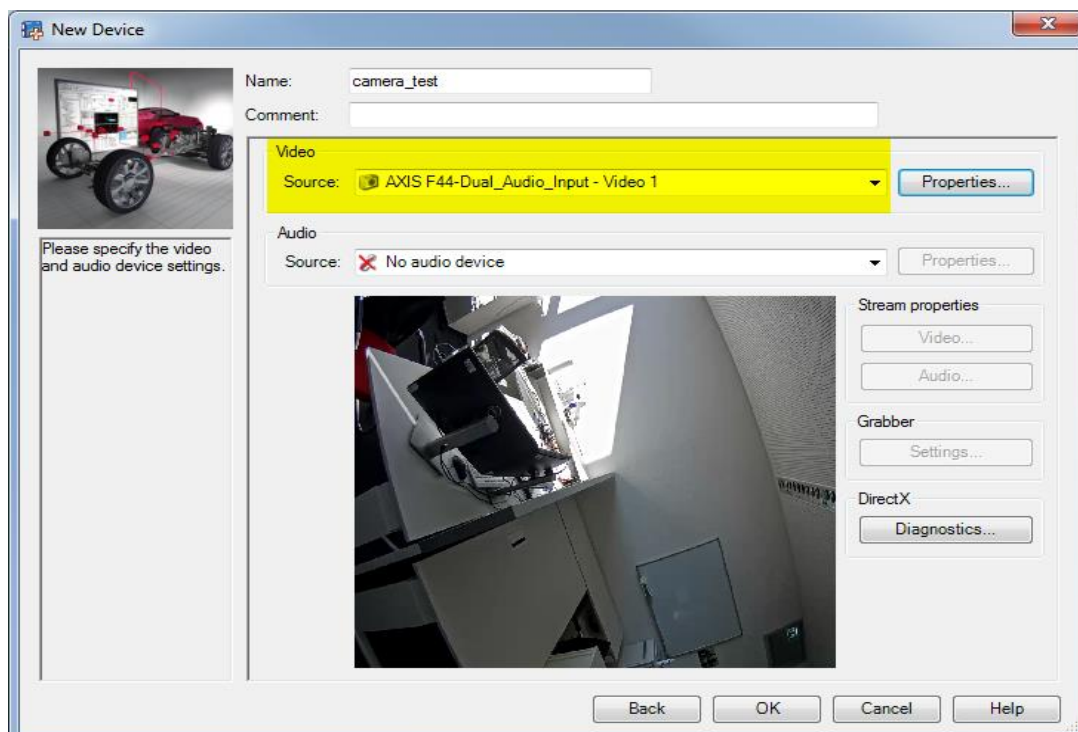 New Device
Name: camera_test
Comment:
Video
Source: AXIS F44-Dual_Audio_Input - Video 1 Properties...
Audio
Source: No audio device Properties...
Please specify the video
and audio device settings.
Stream properties
Video...
Audio...
Grabber
Settings...
DirectX
Diagnostics...
Back OK Cancel Help